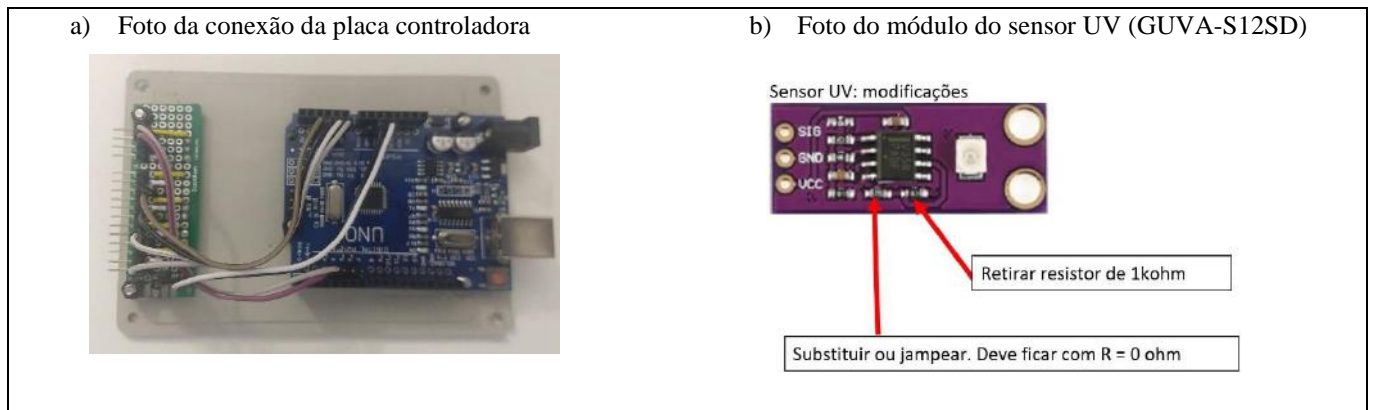 a) Foto da conexão da placa controladora
b) Foto do módulo do sensor UV (GUVA-S12SD)
Sensor UV: modificações
SIG
GND
VCC
UNO
Retirar resistor de 1kohm
Substituir ou jampear. Deve ficar com R = 0 ohm